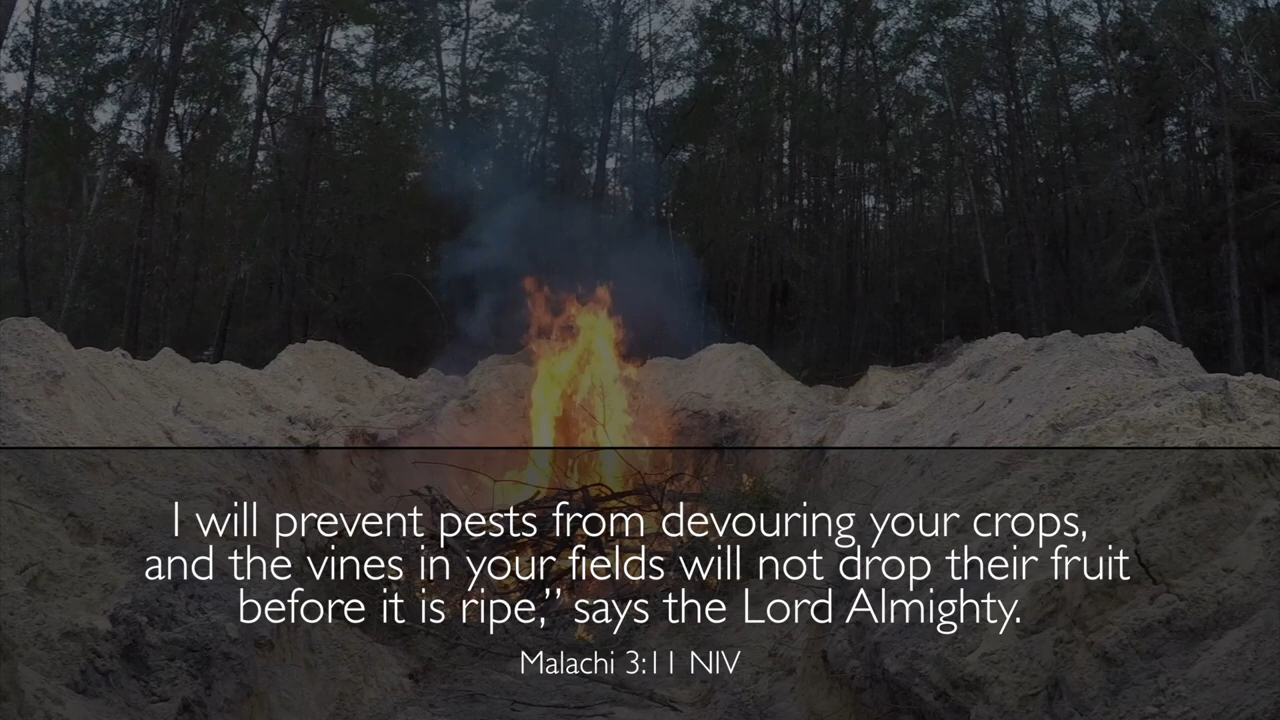 I will prevent pests from devouring your crops,
and the vines in your fields will not drop their fruit
before it is ripe,” says the Lord Almighty.
Malachi 3:11 NIV